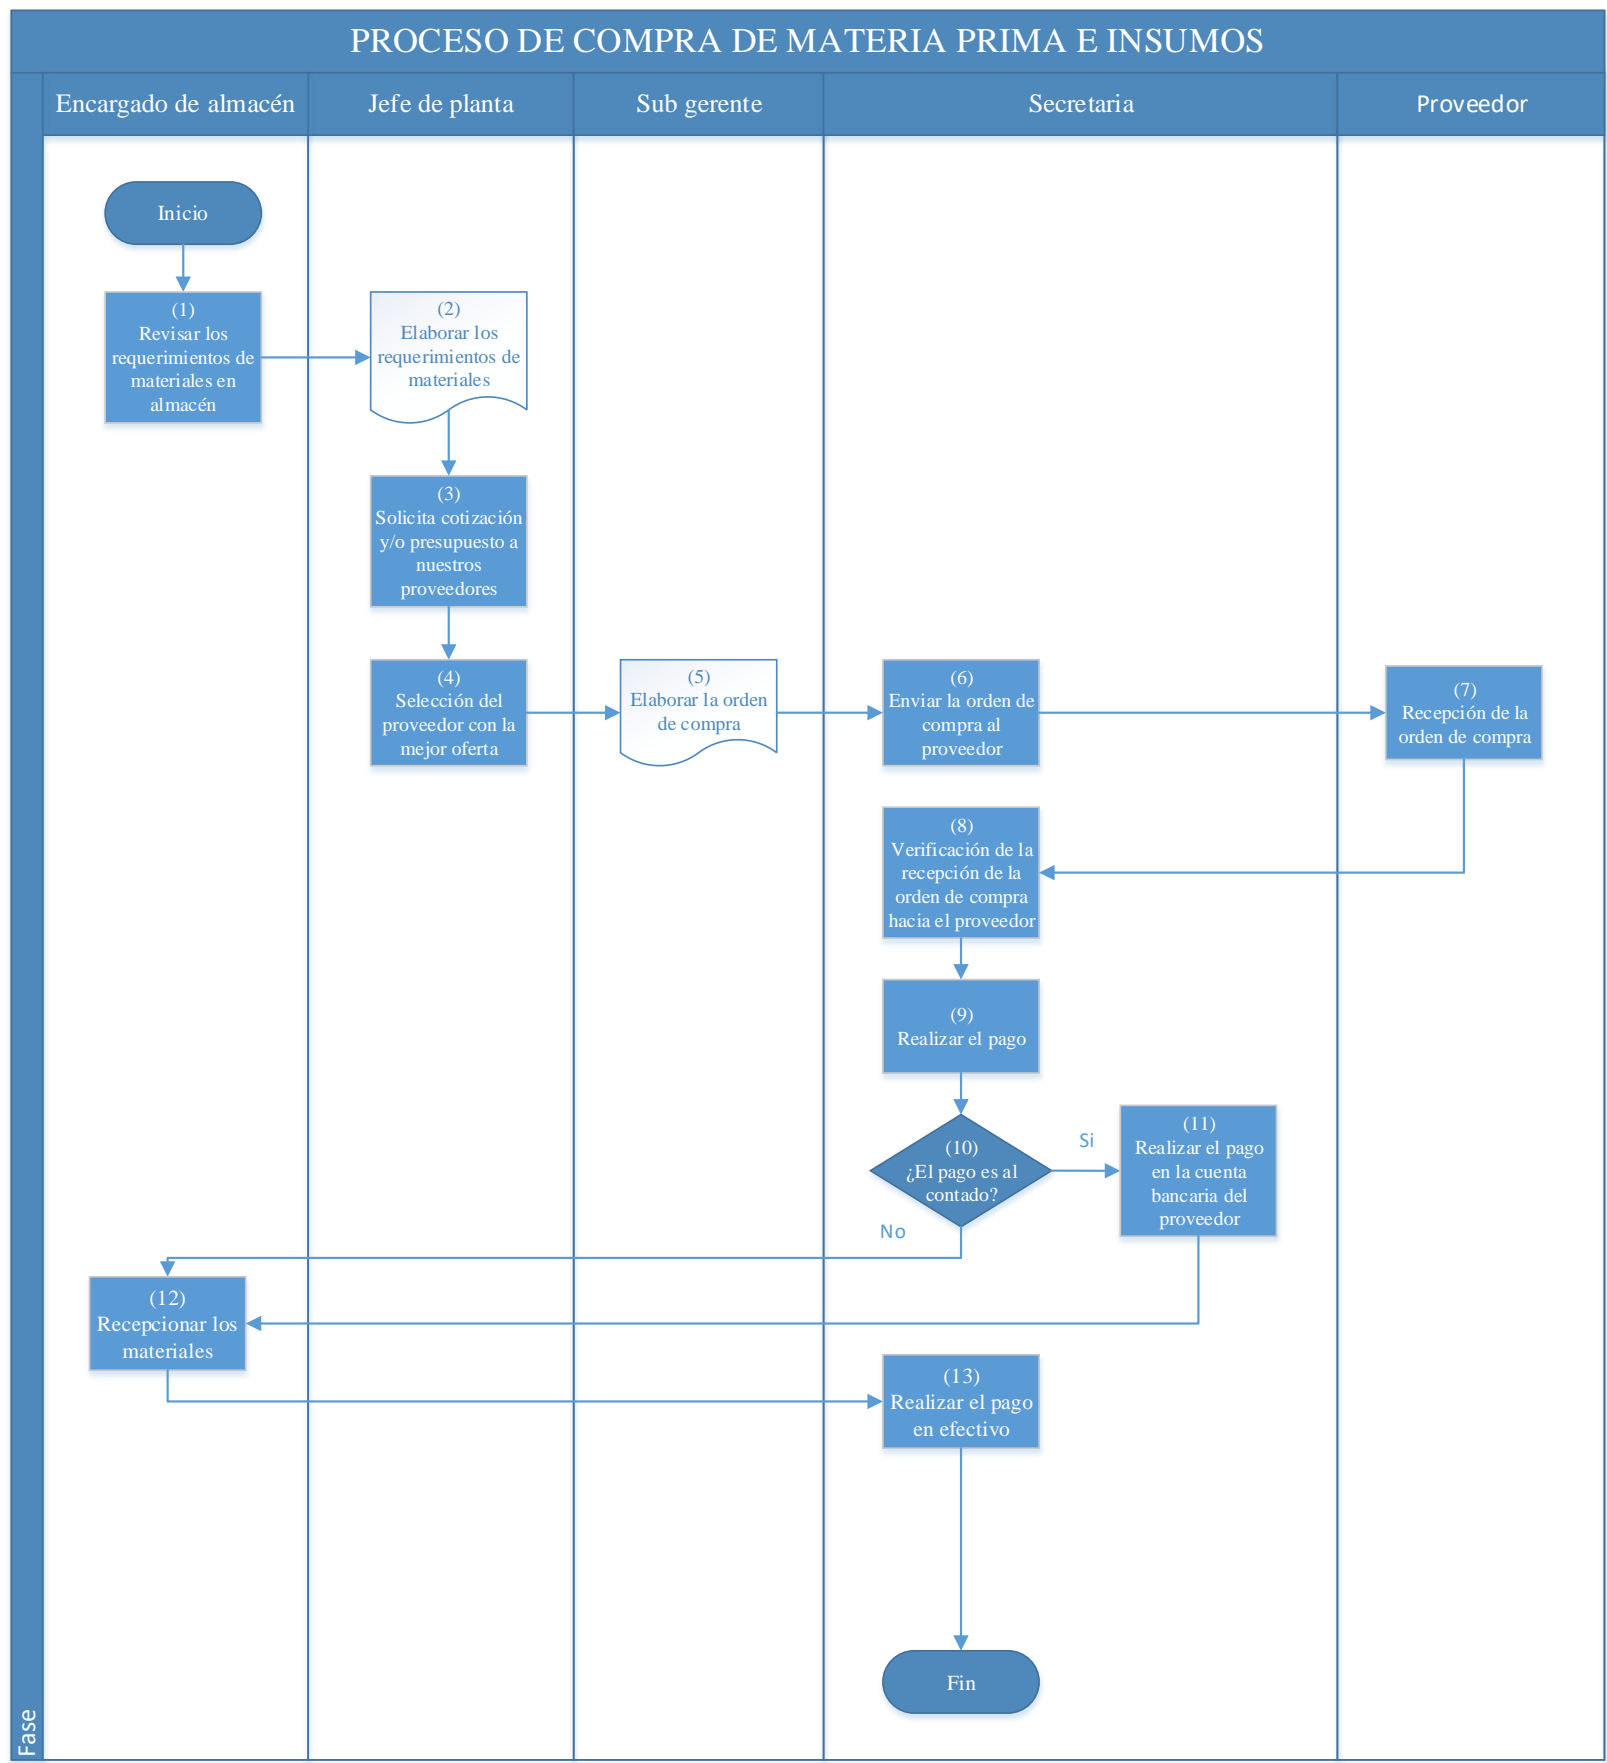 PROCESO DE COMPRA DE MATERIA PRIMA E INSUMOS
Encargado de almacén
Jefe de planta
Sub gerente
Secretaria
Proveedor
Inicio
(1)
Revisar los
requerimientos de
materiales en
almacén
(2)
Elaborar los
requerimientos de
materiales
(3)
Solicita cotización
y/o presupuesto a
nuestros
proveedores
(4)
Selección del
proveedor con la
mejor oferta
(5)
Elaborar la orden
de compra
(6)
Enviar la orden de
compra al
proveedor
(7)
Recepción de la
orden de compra
(8)
Verificación de la
recepción de la
orden de compra
hacia el proveedor
(9)
Realizar el pago
(10)
¿El pago es al
contado?
Si
No
(11)
Realizar el pago
en la cuenta
bancaria del
proveedor
(12)
Recepcionar los
materiales
(13)
Realizar el pago
en efectivo
Fin
Fase